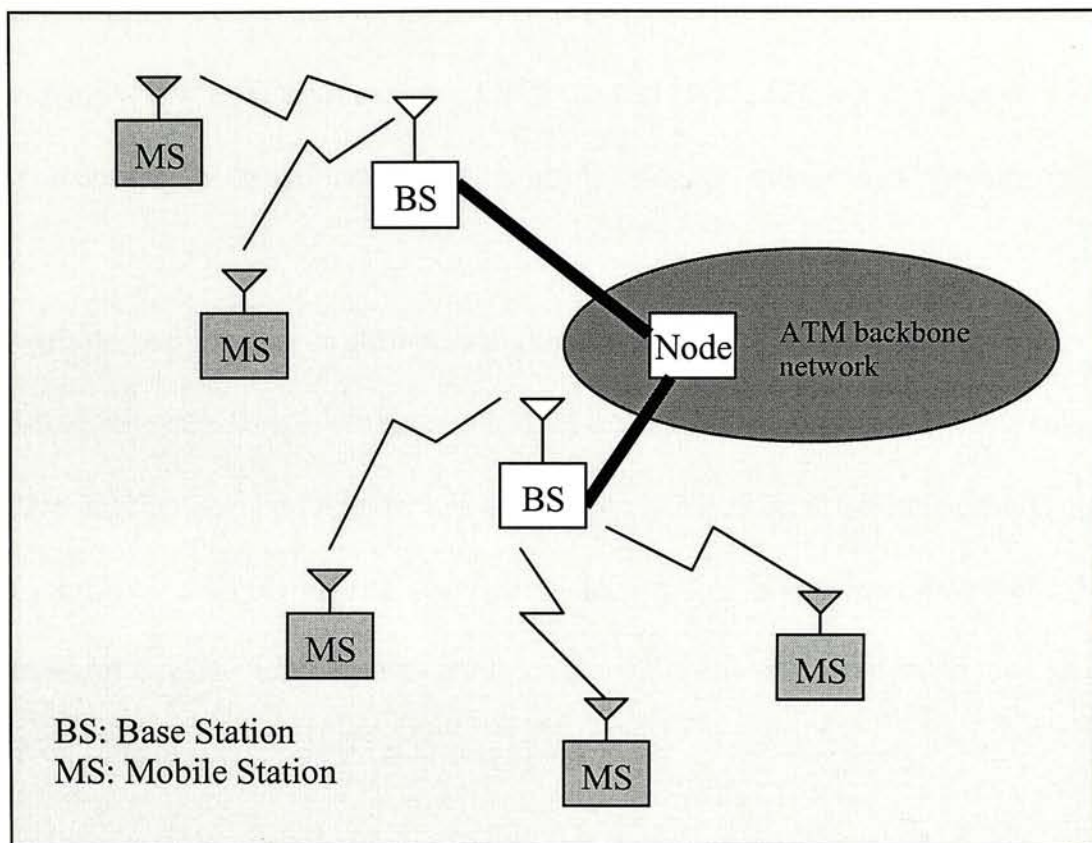 MS
BS
MS
Node
ATM backbone
network
BS
MS
MS
MS
BS: Base Station
MS: Mobile Station